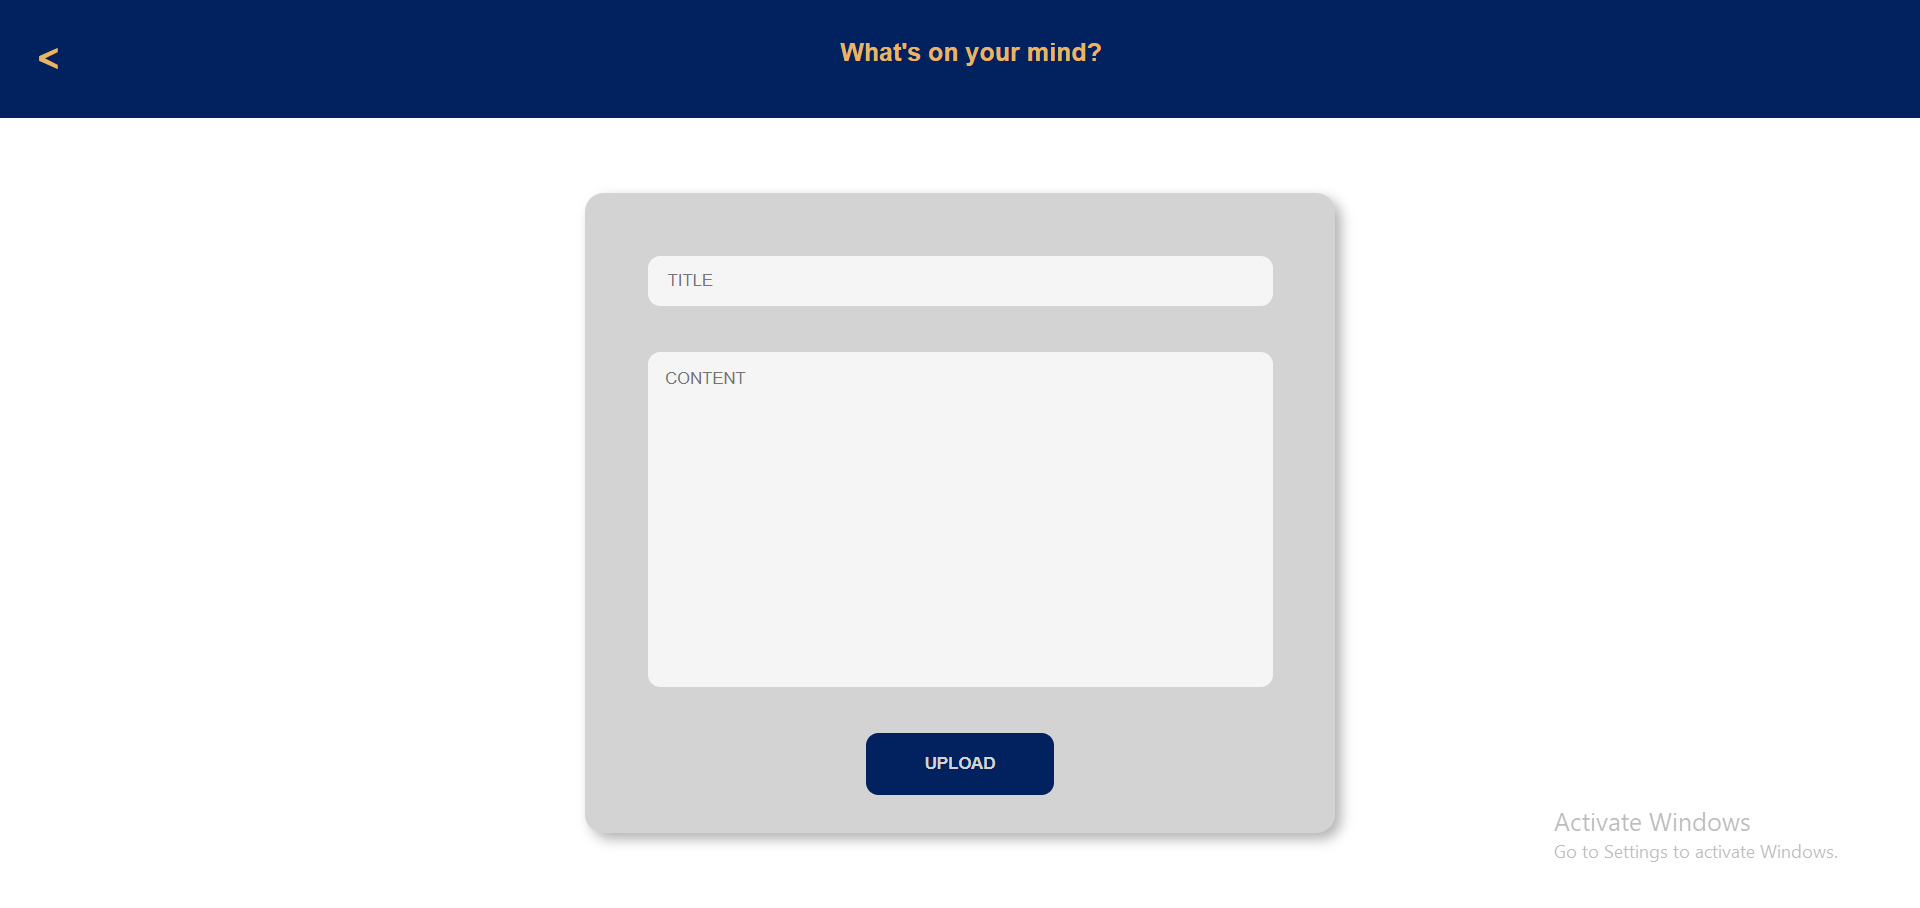 <
What's on your mind?
TITLE
CONTENT
UPLOAD
Activate Windows
Go to Settings to activate Windows.